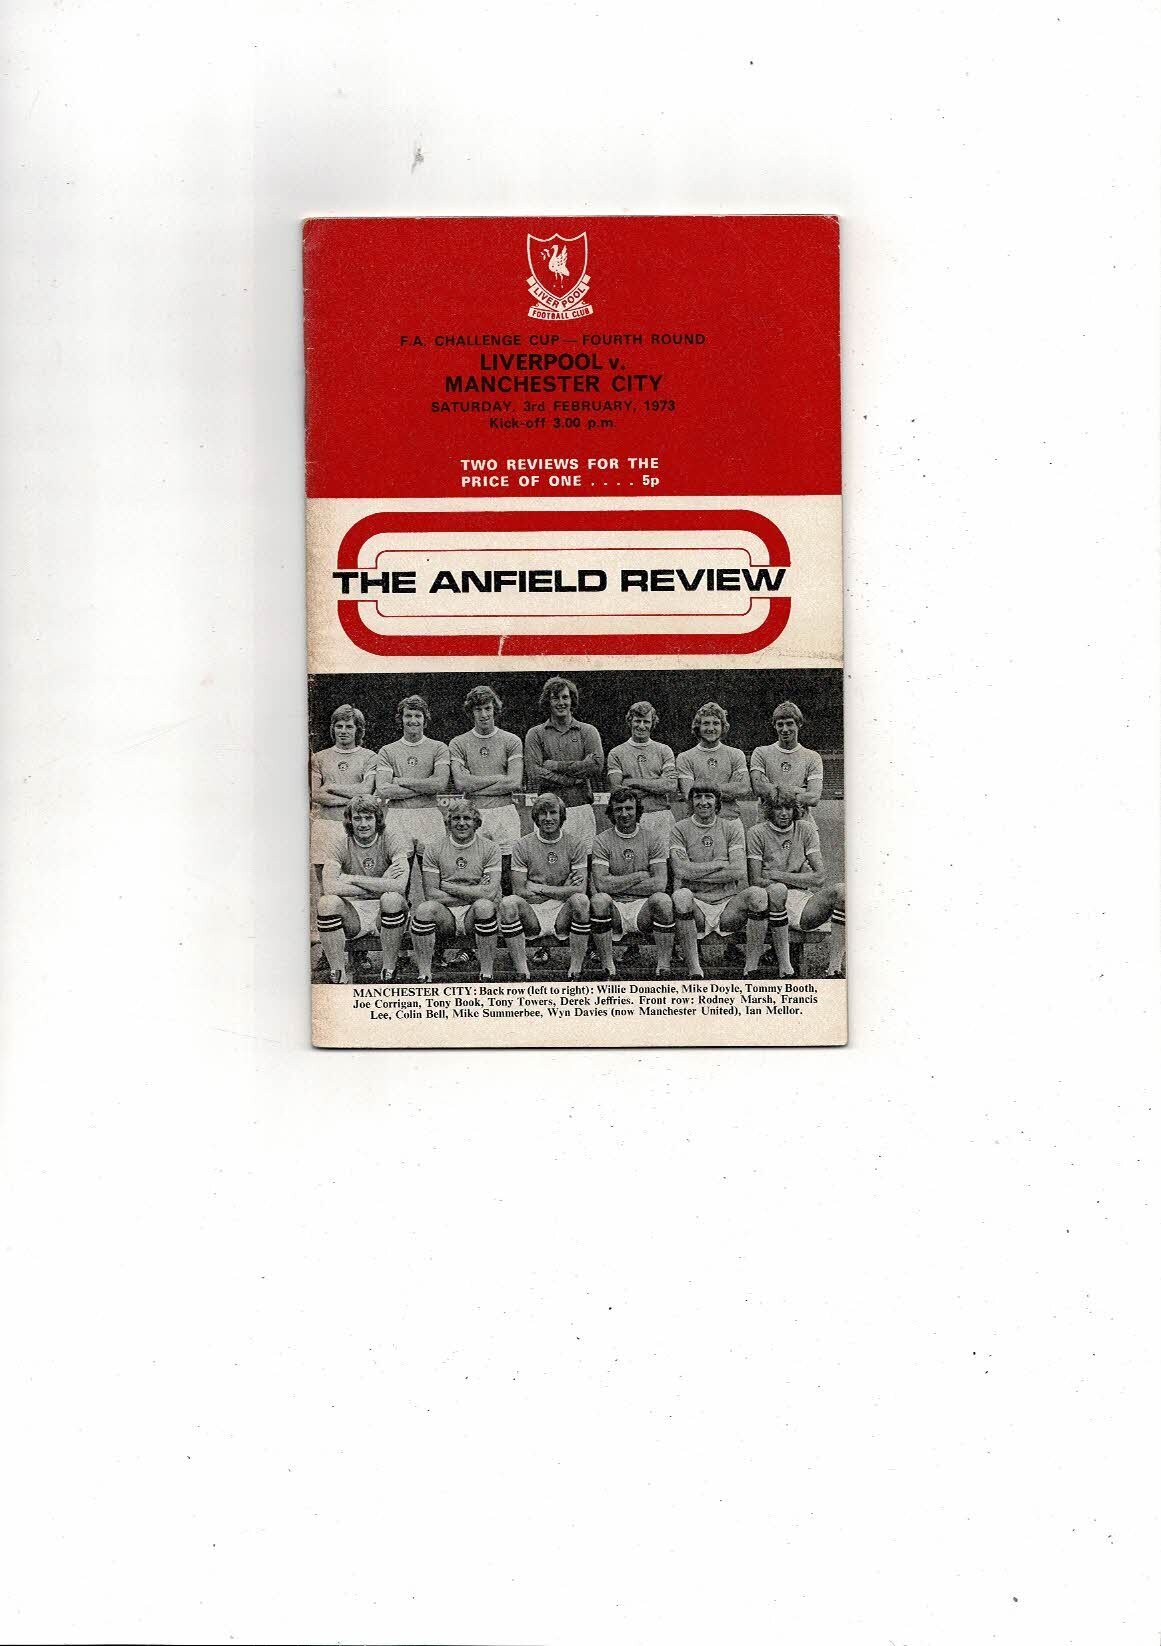 LIVERPOOL
FOOTBALL CLUB
F.A. CHALLENGE CUP — FOURTH ROUND
LIVERPOOL v.
MANCHESTER CITY
SATURDAY, 3rd FEBRUARY, 1973
Kick-off 3.00 p.m.
TWO REVIEWS FOR THE
PRICE OF ONE . . . . 5p
THE ANFIELD REVIEW
MANCHESTER CITY: Back row (left to right): Willie Donachie, Mike Doyle, Tommy Booth,
Joe Corrigan, Tony Book, Tony Towers, Derek Jeffries. Front row: Rodney Marsh, Francis
Lee, Colin Bell, Mike Summerbee, Wyn Davies (now Manchester United), Ian Mellor.